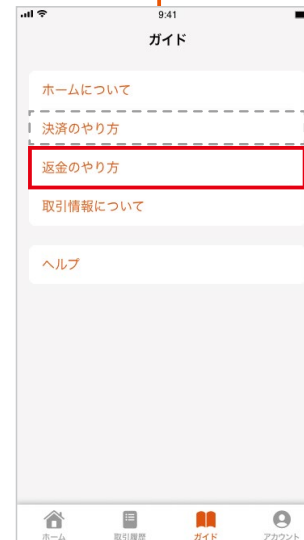 9:41
ガイド
ホームについて
決済のやり方
返金のやり方
取引情報について
ヘルプ
ホーム
取引履歴
ガイド
アカウント